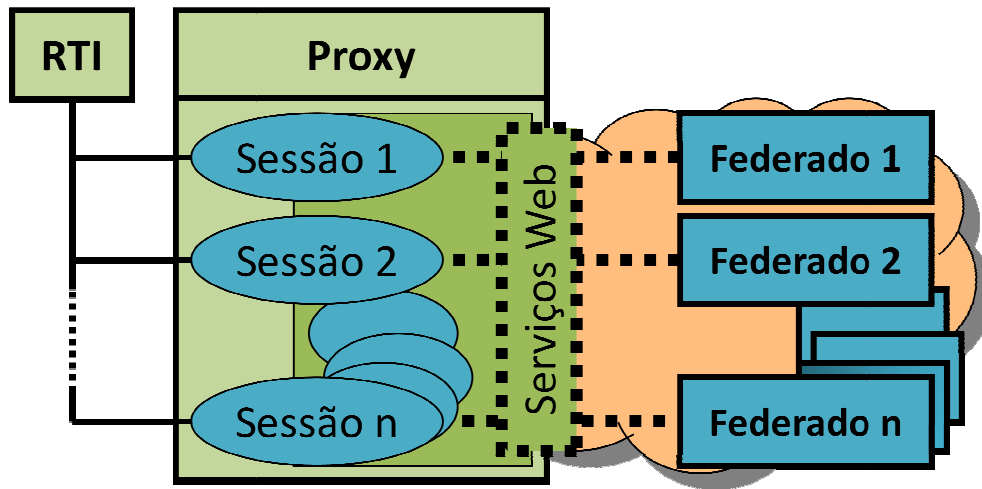 RTI
Proxy
Sessão 1
Federado 1
Sessão 2
Federado 2
Serviços Web
Sessão n
Federado n